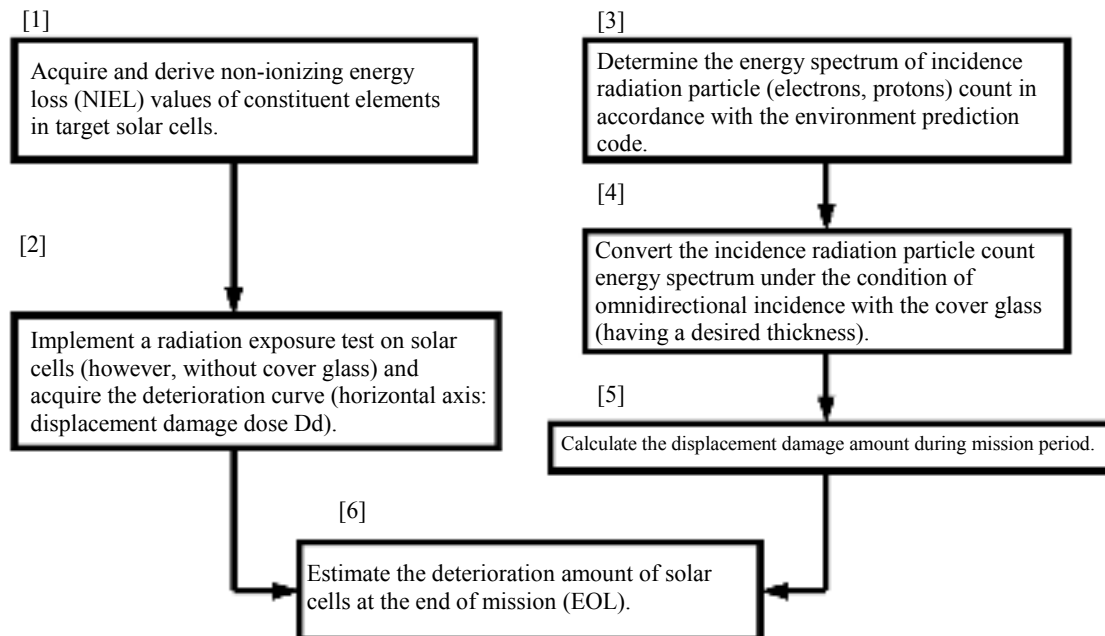 [1]
Acquire and derive non-ionizing energy
loss (NIEL) values of constituent elements
in target solar cells.
[2]
Implement a radiation exposure test on solar
cells (however, without cover glass) and
acquire the deterioration curve (horizontal axis:
displacement damage dose Dd).
[3]
Determine the energy spectrum of incidence
radiation particle (electrons, protons) count in
accordance with the environment prediction
code.
[4]
Convert the incidence radiation particle count
energy spectrum under the condition of
omnidirectional incidence with the cover glass
(having a desired thickness).
[5]
Calculate the displacement damage amount during mission period.
[6]
Estimate the deterioration amount of solar
cells at the end of mission (EOL).